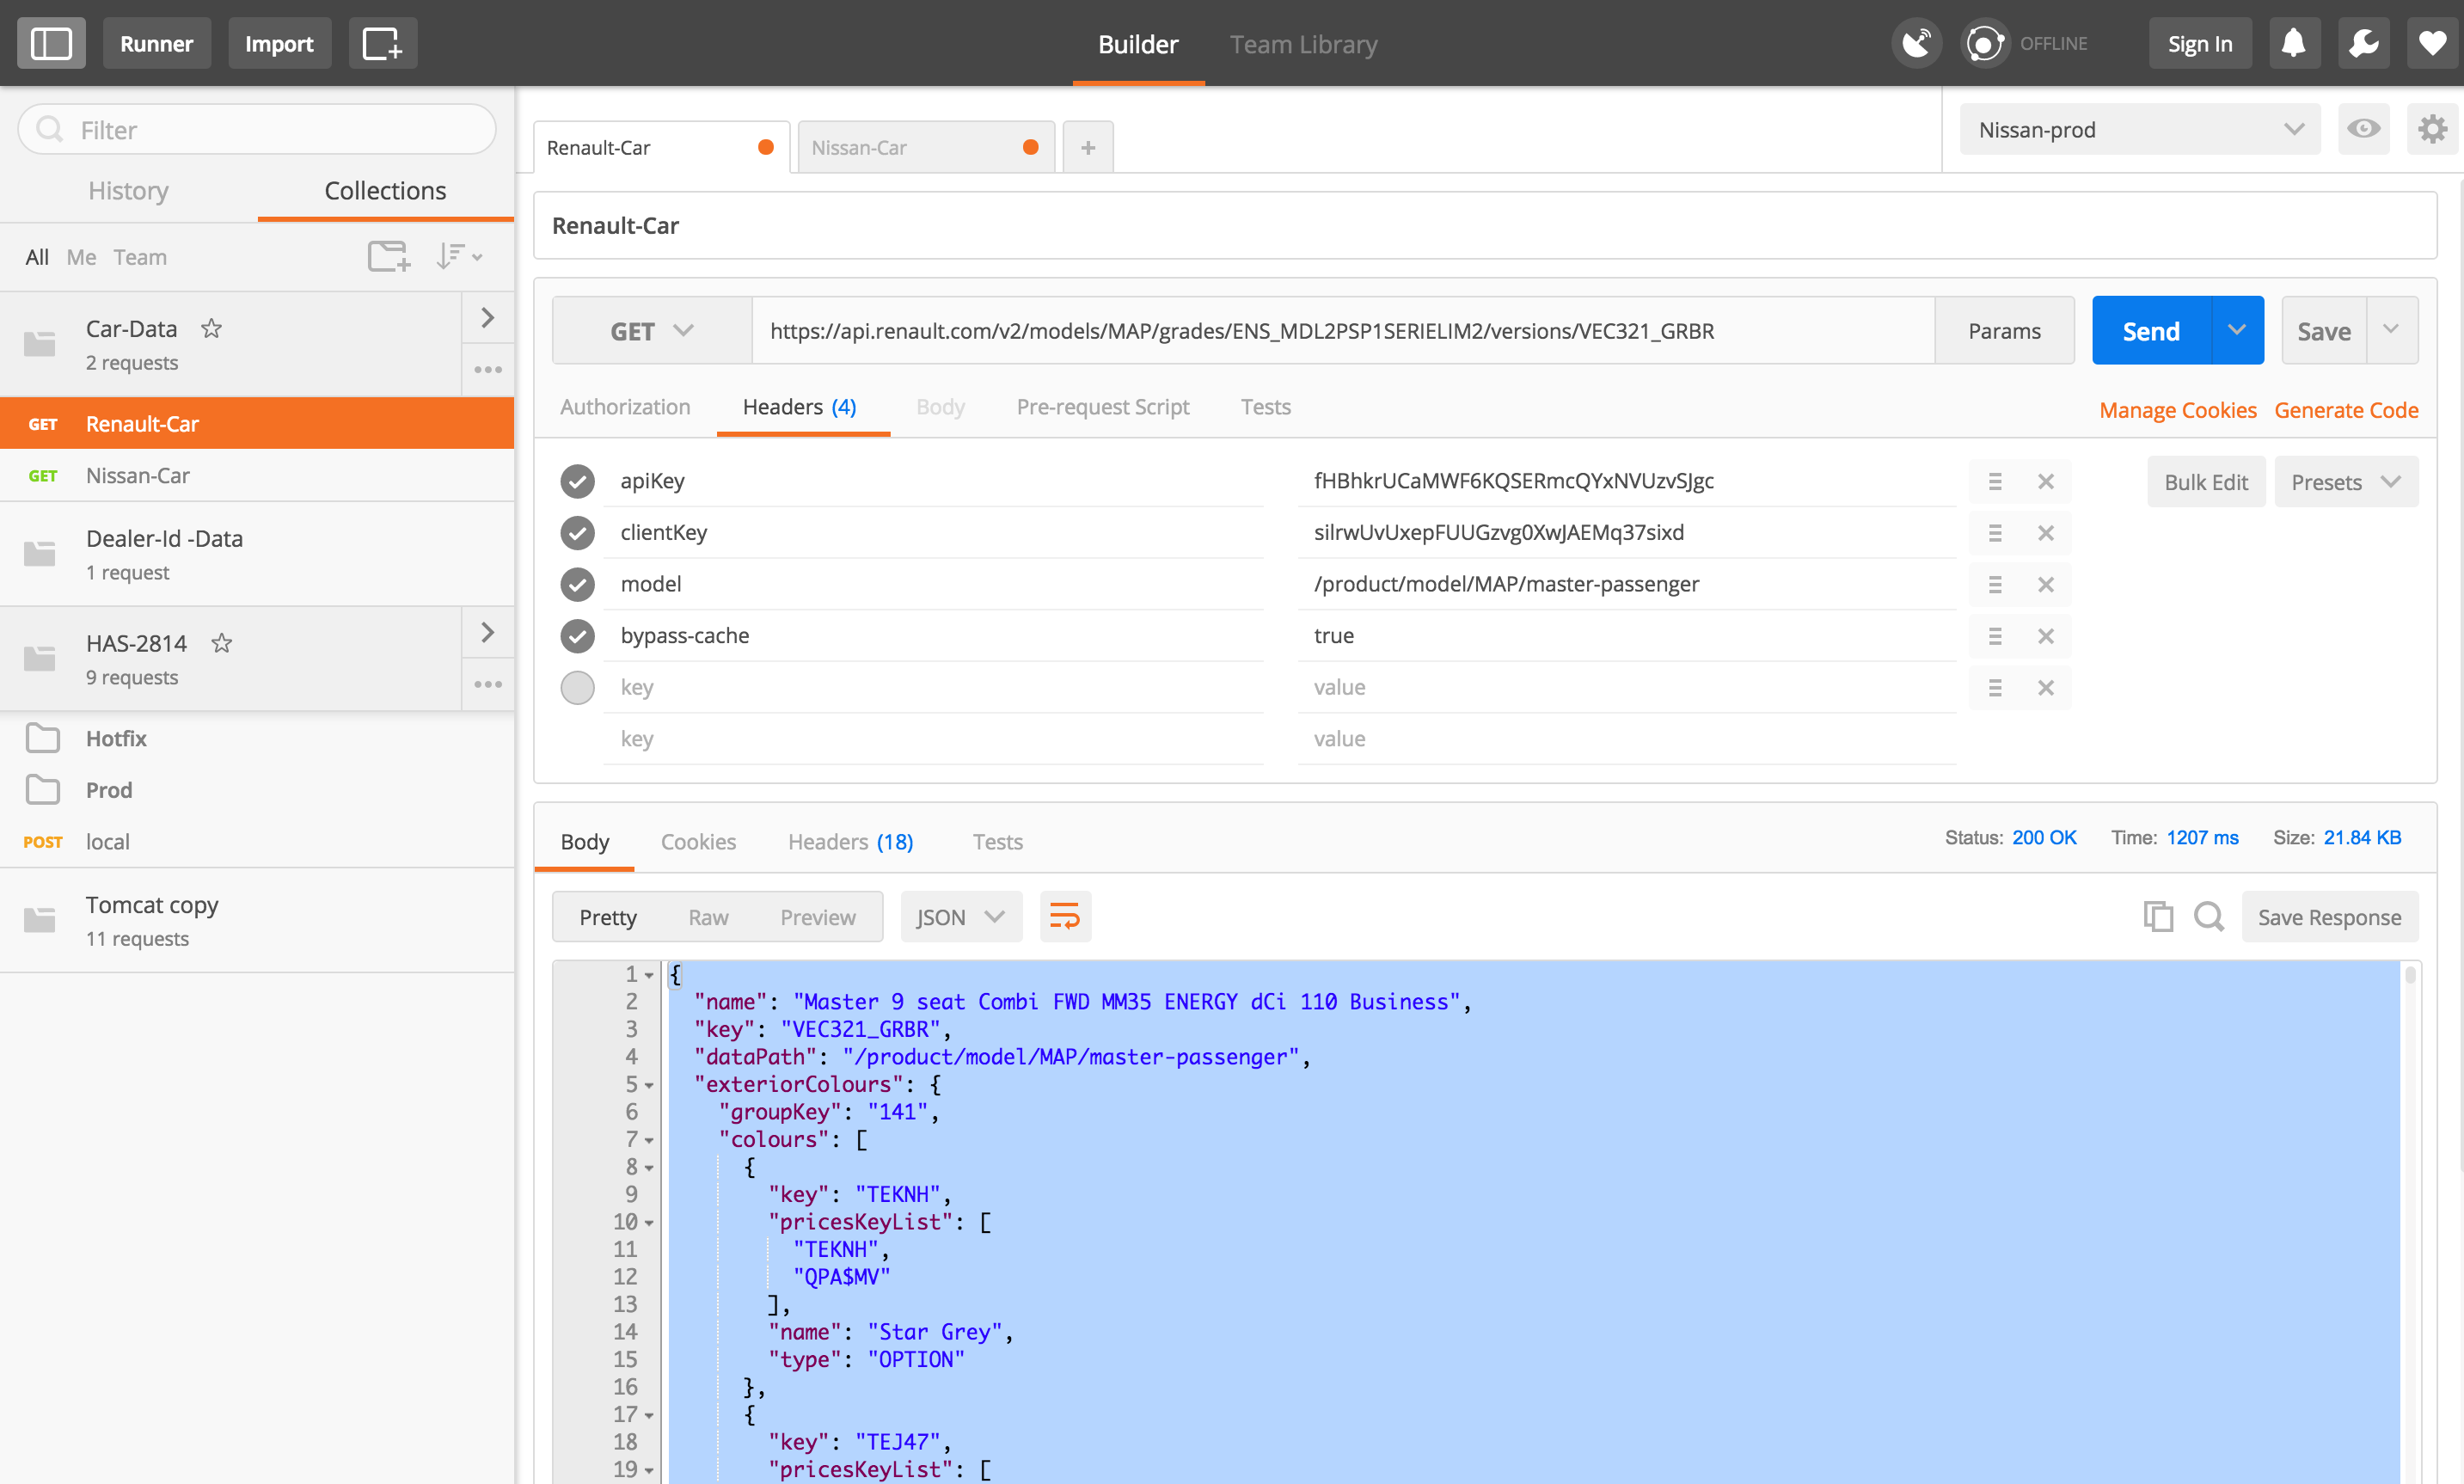 Runner Import Builder Team Library OFFLINE Sign In
Filter
History Collections
All Me Team
Car-Data
2 requests
GET Renault-Car
GET Nissan-Car
Dealer-Id -Data
1 request
HAS-2814
9 requests
Hotfix
Prod
POST local
Tomcat copy
11 requests
Renault-Car Nissan-Car + Nissan-prod
Renault-Car
GET https://api.renault.com/v2/models/MAP/grades/ENS_MDL2PSP1SERIELIM2/versions/VEC321_GRBR Params Send Save
Authorization Headers (4) Body Pre-request Script Tests Manage Cookies Generate Code
apiKey fHBhkrUCaMWF6KQSERmcQYxNVUzvSJgc Bulk Edit Presets
clientKey silrwUvUxepFUUGzvg0XwJAEMq37sixd
model /product/model/MAP/master-passenger
bypass-cache true
key value
key value
Body Cookies Headers (18) Tests Status: 200 OK Time: 1207 ms Size: 21.84 KB
Pretty Raw Preview JSON Save Response
1 {
2 "name": "Master 9 seat Combi FWD MM35 ENERGY dCi 110 Business",
3 "key": "VEC321_GRBR",
4 "dataPath": "/product/model/MAP/master-passenger",
5 "exteriorColours": {
6 "groupKey": "141",
7 "colours": [
8 {
9 "key": "TEKNH",
10 "pricesKeyList": [
11 "TEKNH",
12 "QPA$MV"
13 ],
14 "name": "Star Grey",
15 "type": "OPTION"
16 },
17 {
18 "key": "TEJ47",
19 "pricesKeyList": [